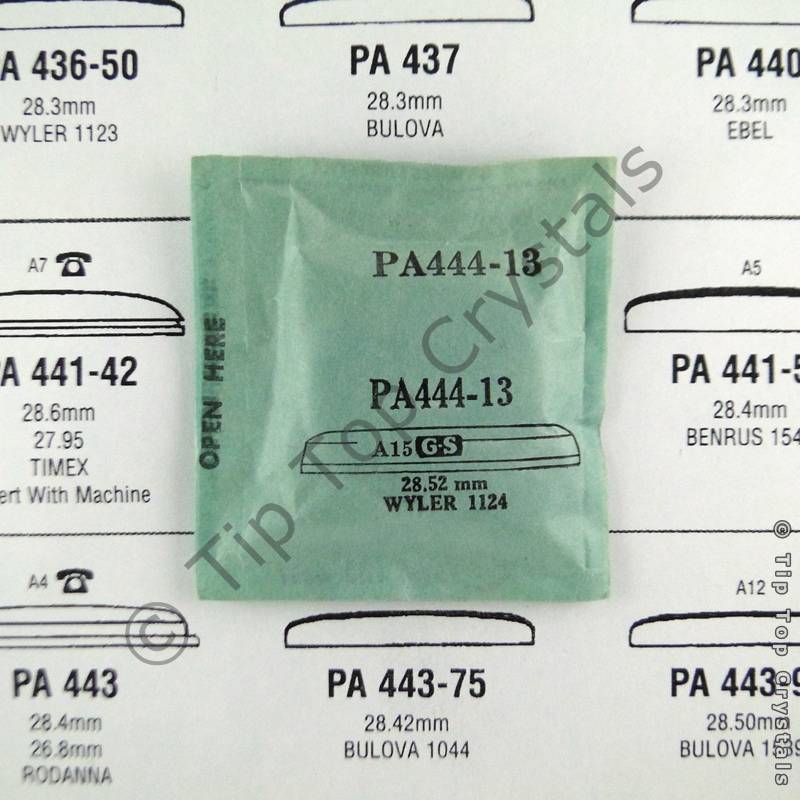 A 436-50
28.3mm
WYLER 1123
PA 437
28.3mm
BULOVA
PA 440
28.3mm
EBEL
A7
A 441-42
28.6mm
27.95
TIMEX
ert With Machine
A5
PA 441-5
28.4mm
BENRUS 154
PA444-13
OPEN HERE
PA444-13
A15 G-S
28.52 mm
WYLER 1124
A4
PA 443
28.4mm
26.8mm
RODANNA
PA 443-75
28.42mm
BULOVA 1044
A12
PA 443-9
28.50mm
BULOVA
© Tip Top Crystals
© Tip Top Crystals